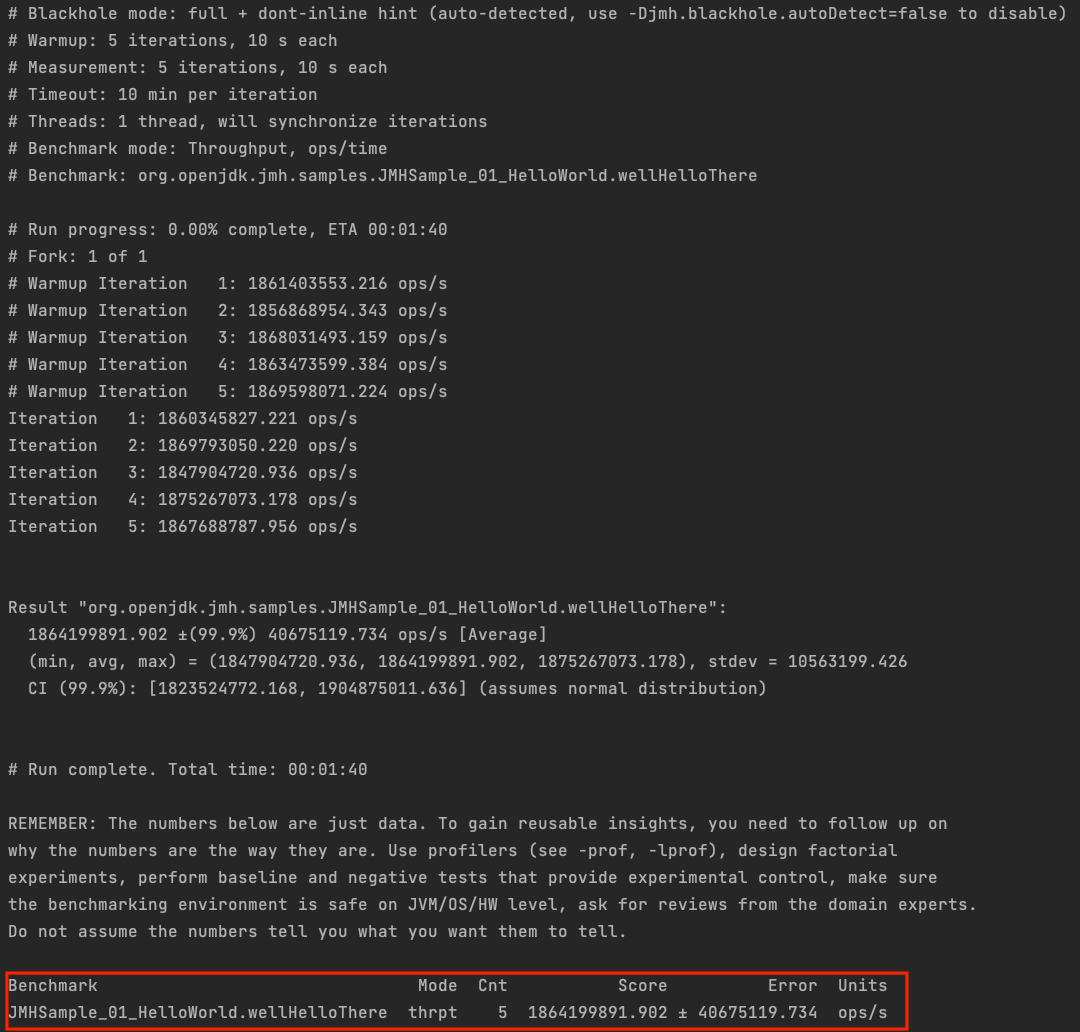 # Blackhole mode: full + dont-inline hint (auto-detected, use -Djmh.blackhole.autoDetect=false to disable)
# Warmup: 5 iterations, 10 s each
# Measurement: 5 iterations, 10 s each
# Timeout: 10 min per iteration
# Threads: 1 thread, will synchronize iterations
# Benchmark mode: Throughput, ops/time
# Benchmark: org.openjdk.jmh.samples.JMHSample_01_HelloWorld.wellHelloThere
# Run progress: 0.00% complete, ETA 00:01:40
# Fork: 1 of 1
# Warmup Iteration   1: 1861403553.216 ops/s
# Warmup Iteration   2: 1856868954.343 ops/s
# Warmup Iteration   3: 1868031493.159 ops/s
# Warmup Iteration   4: 1863473599.384 ops/s
# Warmup Iteration   5: 1869598071.224 ops/s
Iteration   1: 1860345827.221 ops/s
Iteration   2: 1869793050.220 ops/s
Iteration   3: 1847904720.936 ops/s
Iteration   4: 1875267073.178 ops/s
Iteration   5: 1867688787.956 ops/s
Result "org.openjdk.jmh.samples.JMHSample_01_HelloWorld.wellHelloThere":
  1864199891.902 ±(99.9%) 40675119.734 ops/s [Average]
  (min, avg, max) = (1847904720.936, 1864199891.902, 1875267073.178), stdev = 10563199.426
  CI (99.9%): [1823524772.168, 1904875011.636] (assumes normal distribution)
# Run complete. Total time: 00:01:40
REMEMBER: The numbers below are just data. To gain reusable insights, you need to follow up on
why the numbers are the way they are. Use profilers (see -prof, -lprof), design factorial
experiments, perform baseline and negative tests that provide experimental control, make sure
the benchmarking environment is safe on JVM/OS/HW level, ask for reviews from the domain experts.
Do not assume the numbers tell you what you want them to tell.
Benchmark                                Mode  Cnt           Score          Error  Units
JMHSample_01_HelloWorld.wellHelloThere  thrpt    5  1864199891.902 ± 40675119.734  ops/s